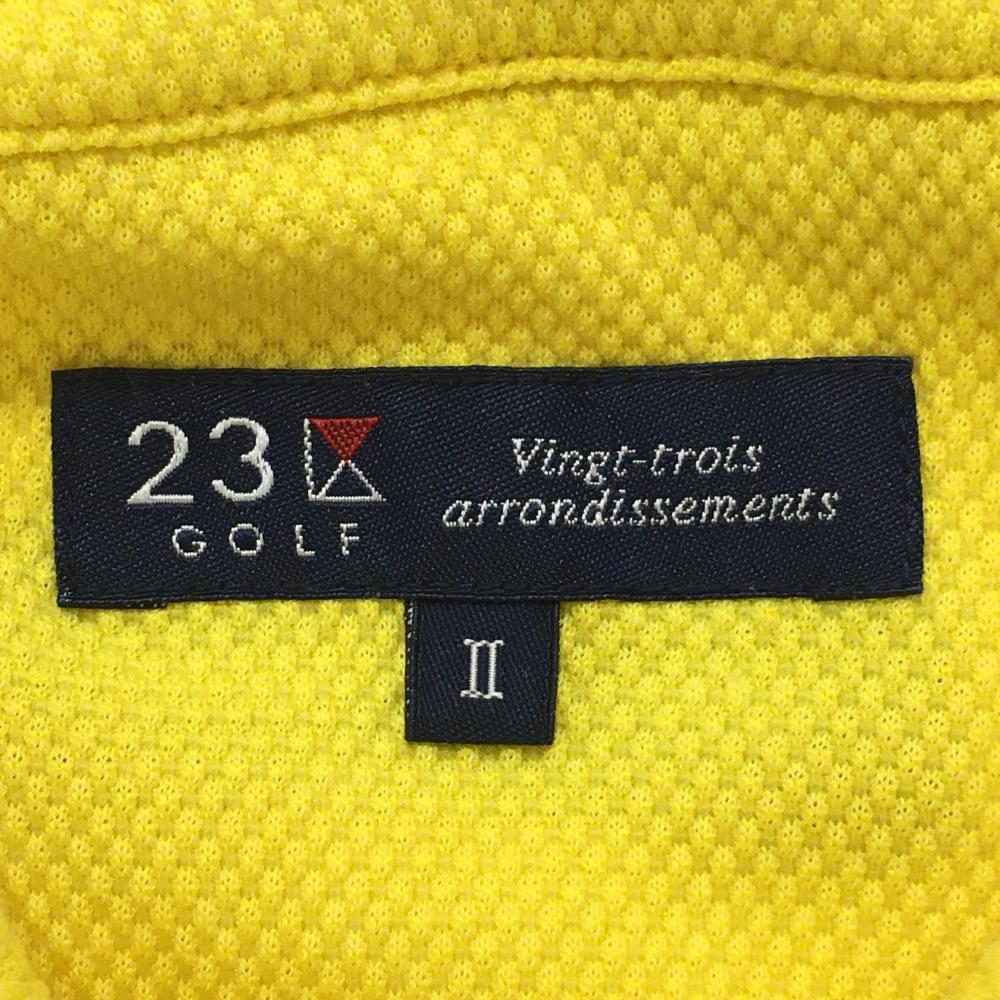 23
GOLF
Vingt-trois
arrondissements
II